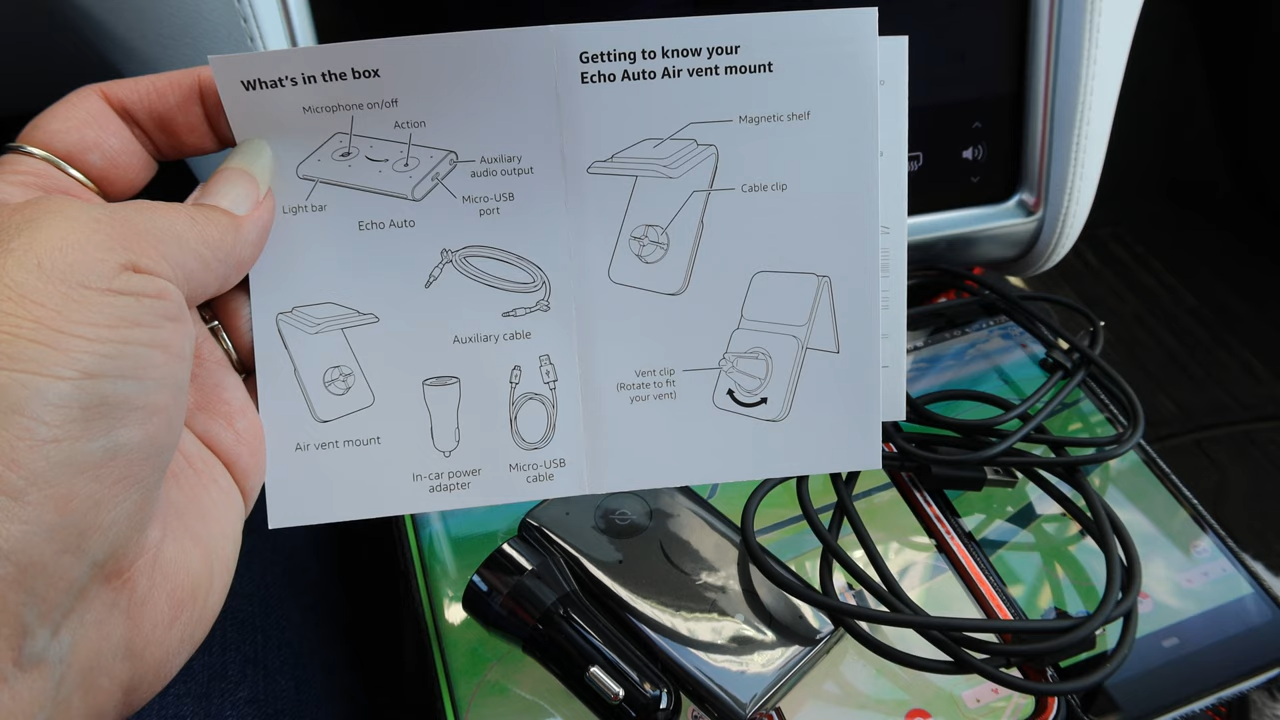 What's in the box
Microphone on/off
Action
Auxiliary
audio output
Micro-USB
port
Light bar
Echo Auto
Auxiliary cable
Air vent mount
In-car power
adapter
Micro-USB
cable
Getting to know your
Echo Auto Air vent mount
Magnetic shelf
Cable clip
Vent clip
(Rotate to fit
your vent)